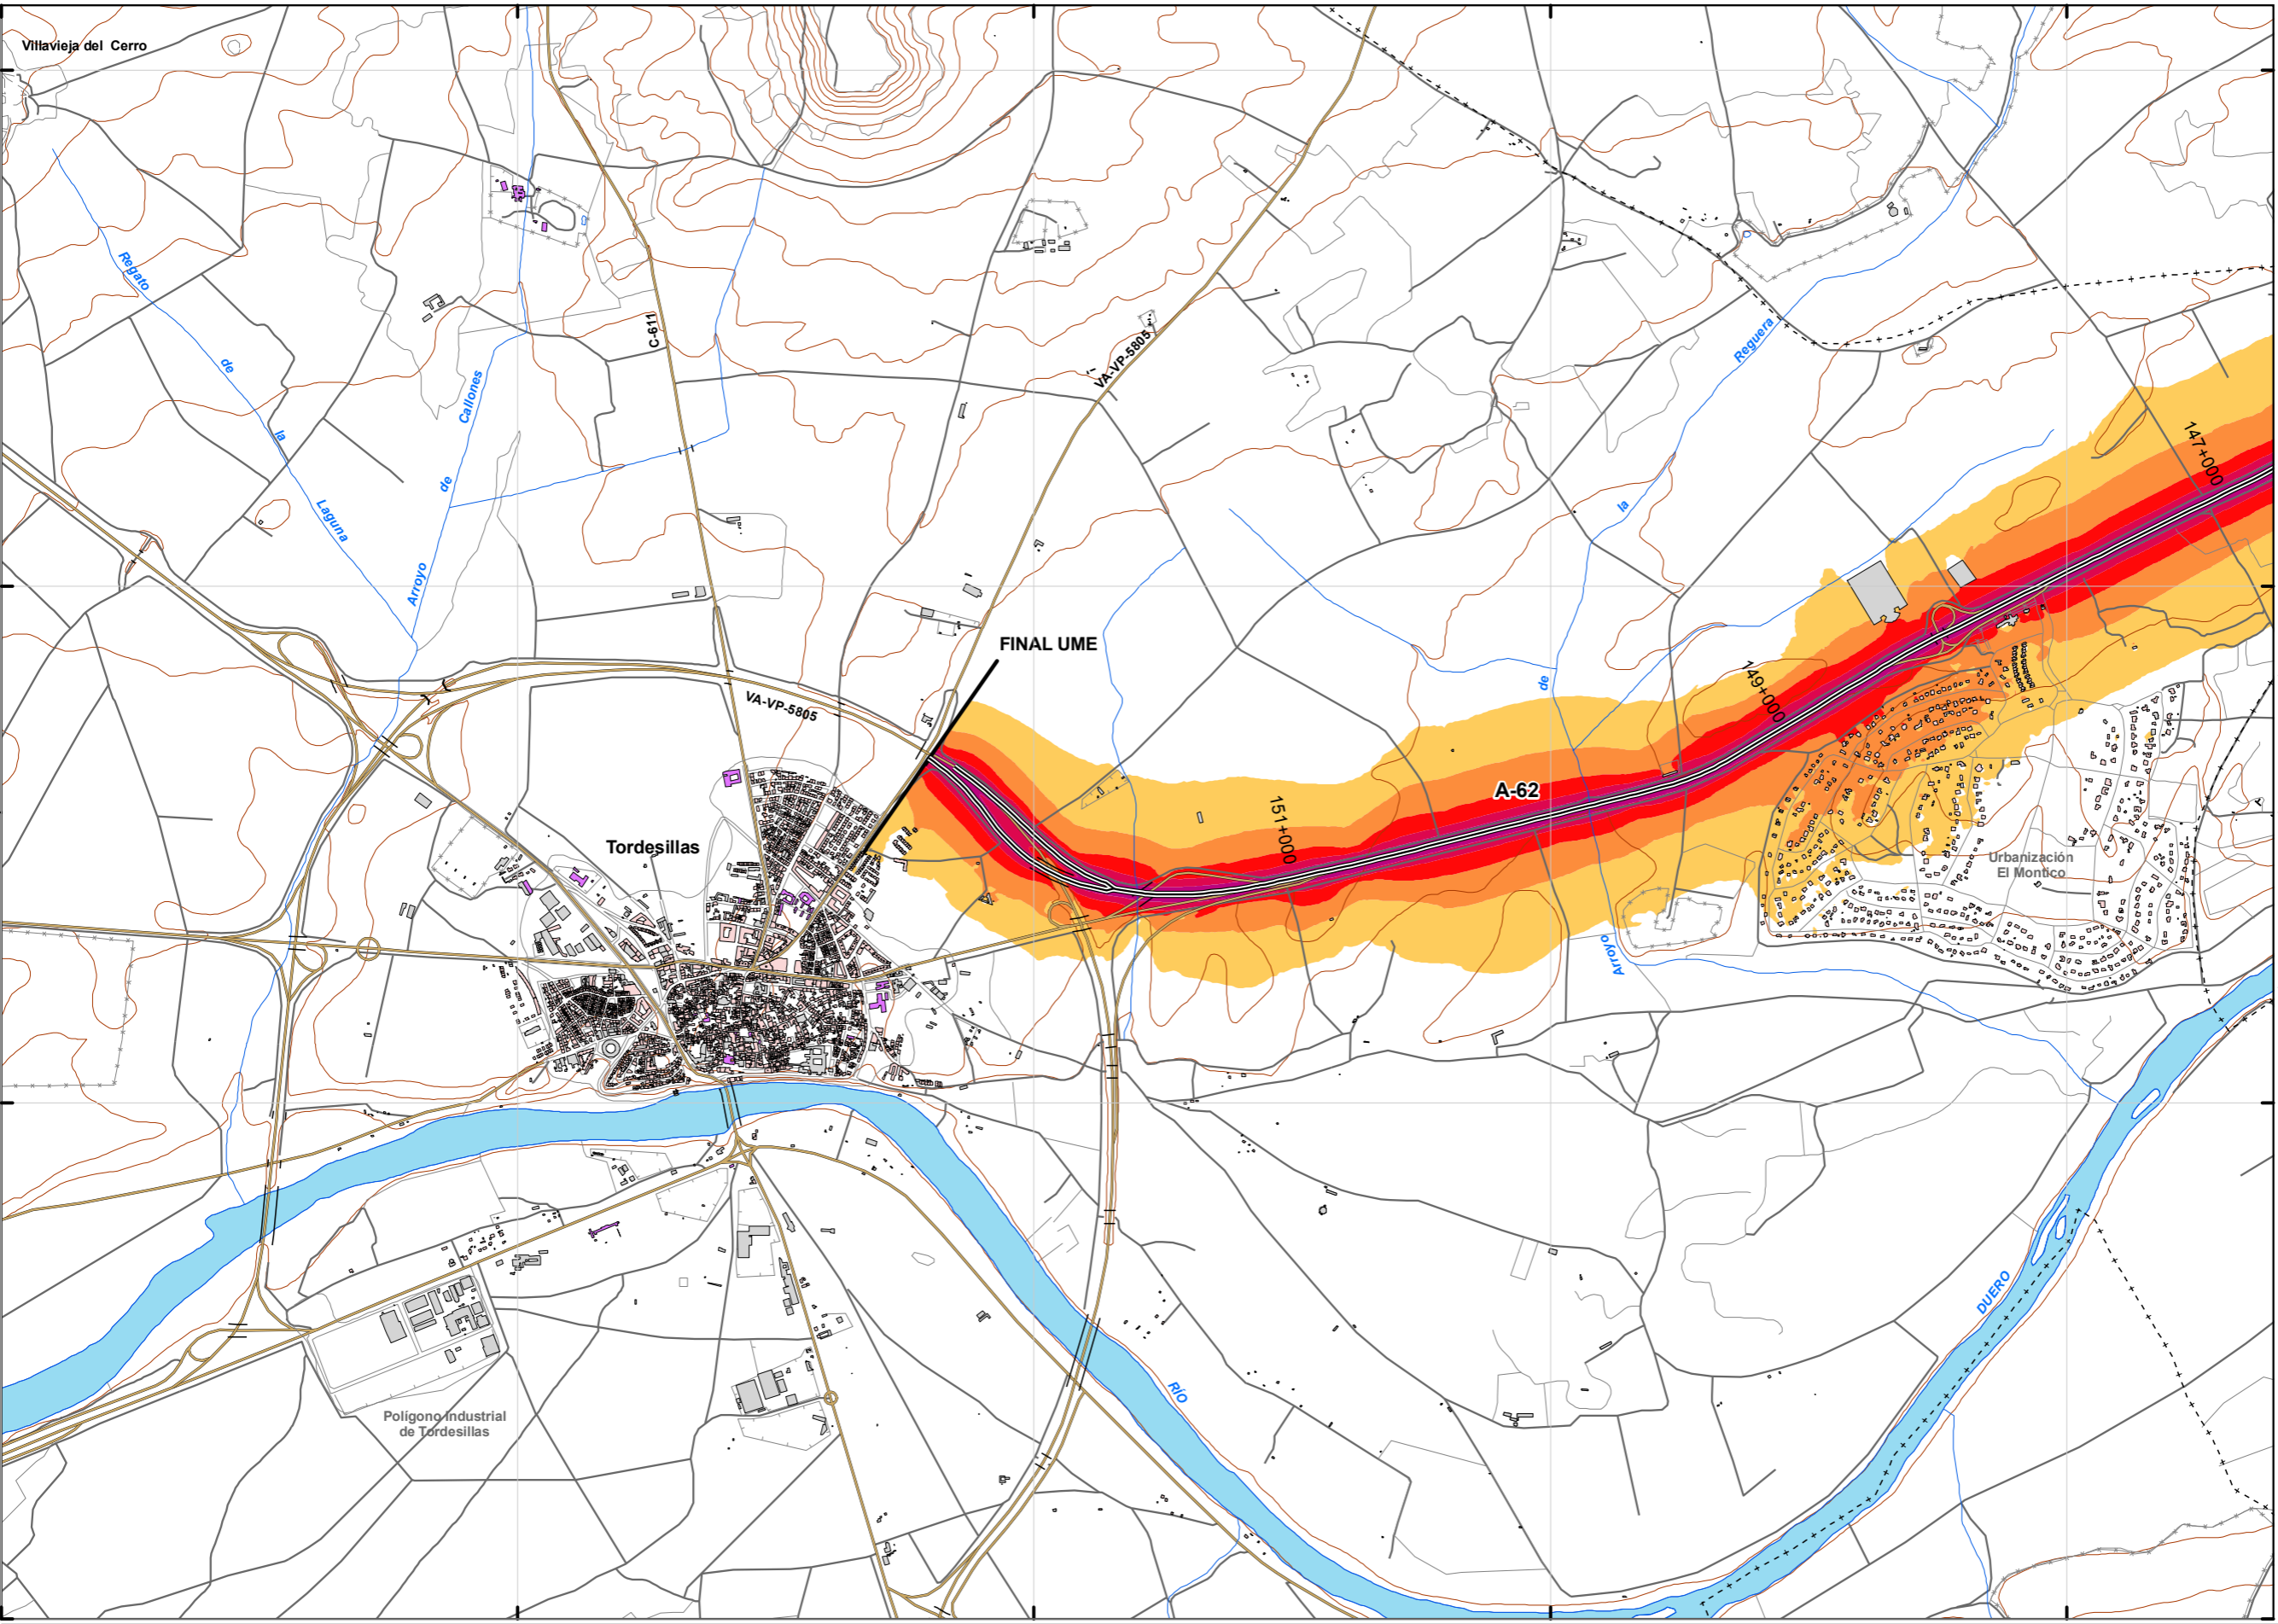 Villavieja del Cerro
Regato
de
la
Laguna
Arroyo
de
Callones
C-611
VA-VP-5805
Reguera
la
de
Arroyo
147+000
149+000
151+000
FINAL UME
VA-VP-5805
A-62
Tordesillas
Urbanización
El Montico
DUERO
RÍO
Polígono Industrial
de Tordesillas